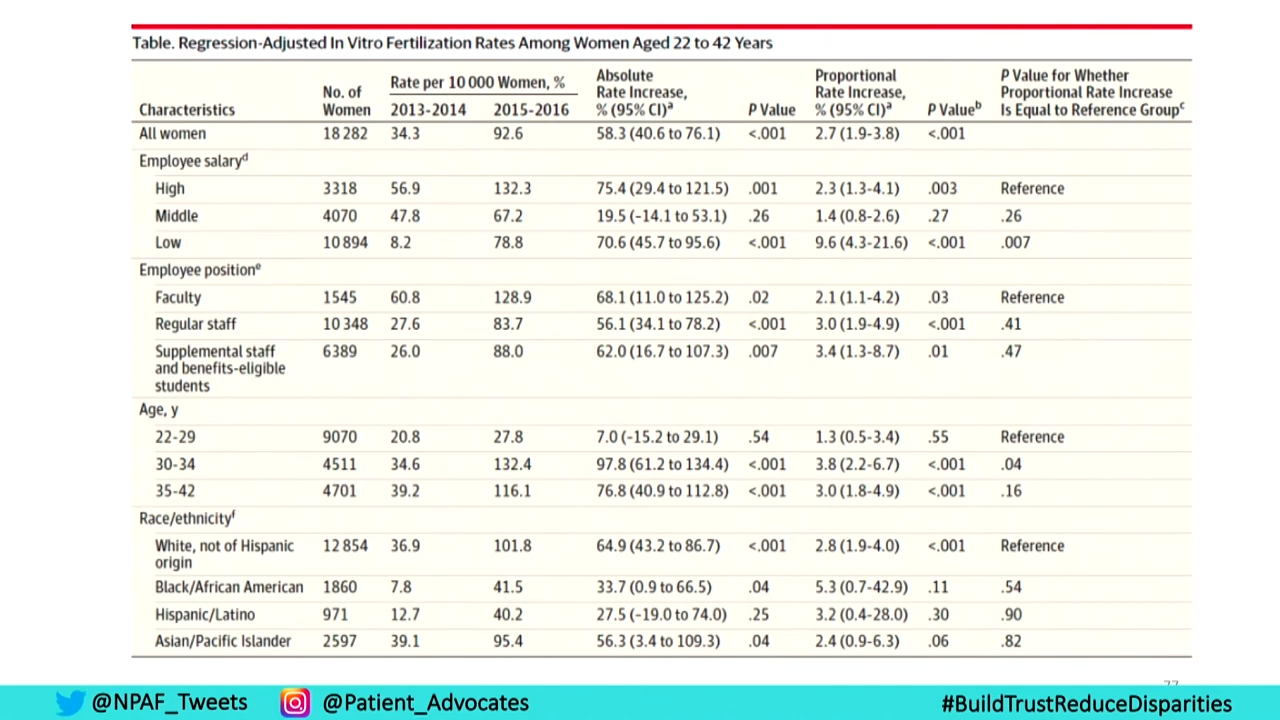 Table. Regression-Adjusted In Vitro Fertilization Rates Among Women Aged 22 to 42 Years
Characteristics No. of Women Rate per 10 000 Women, % 2013-2014 2015-2016 Absolute Rate Increase, % (95% CI)a P Value Proportional Rate Increase, % (95% CI)a P Valueb P Value for Whether Proportional Rate Increase Is Equal to Reference Groupc
All women 18 282 34.3 92.6 58.3 (40.6 to 76.1) <.001 2.7 (1.9-3.8) <.001
Employee salaryd
High 3318 56.9 132.3 75.4 (29.4 to 121.5) .001 2.3 (1.3-4.1) .003 Reference
Middle 4070 47.8 67.2 19.5 (-14.1 to 53.1) .26 1.4 (0.8-2.6) .27 .26
Low 10 894 8.2 78.8 70.6 (45.7 to 95.6) <.001 9.6 (4.3-21.6) <.001 .007
Employee positione
Faculty 1545 60.8 128.9 68.1 (11.0 to 125.2) .02 2.1 (1.1-4.2) .03 Reference
Regular staff 10 348 27.6 83.7 56.1 (34.1 to 78.2) <.001 3.0 (1.9-4.9) <.001 .41
Supplemental staff 6389 26.0 88.0 62.0 (16.7 to 107.3) .007 3.4 (1.3-8.7) .01 .47
and benefits-eligible
students
Age, y
22-29 9070 20.8 27.8 7.0 (-15.2 to 29.1) .54 1.3 (0.5-3.4) .55 Reference
30-34 4511 34.6 132.4 97.8 (61.2 to 134.4) <.001 3.8 (2.2-6.7) <.001 .04
35-42 4701 39.2 116.1 76.8 (40.9 to 112.8) <.001 3.0 (1.8-4.9) <.001 .16
Race/ethnicityf
White, not of Hispanic 12 854 36.9 101.8 64.9 (43.2 to 86.7) <.001 2.8 (1.9-4.0) <.001 Reference
origin
Black/African American 1860 7.8 41.5 33.7 (0.9 to 66.5) .04 5.3 (0.7-42.9) .11 .54
Hispanic/Latino 971 12.7 40.2 27.5 (-19.0 to 74.0) .25 3.2 (0.4-28.0) .30 .90
Asian/Pacific Islander 2597 39.1 95.4 56.3 (3.4 to 109.3) .04 2.4 (0.9-6.3) .06 .82
@NPAF_Tweets @Patient_Advocates #BuildTrustReduceDisparities